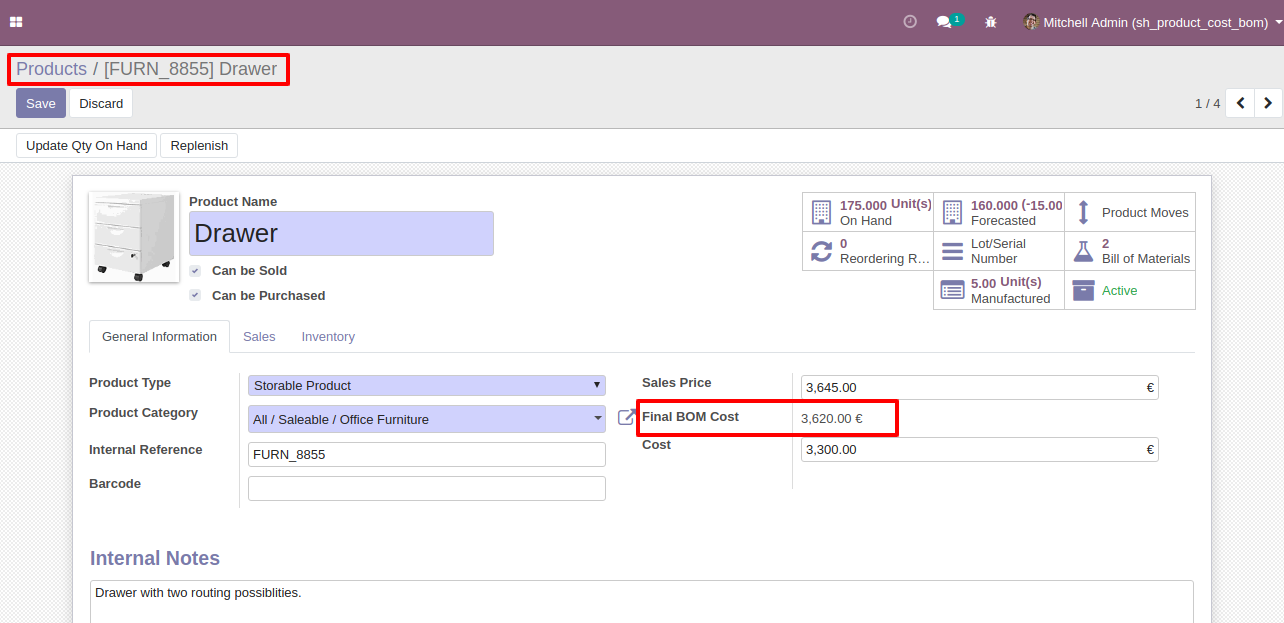 1
Mitchell Admin (sh_product_cost_bom)
Products / [FURN_8855] Drawer
Save Discard
1 / 4
Update Qty On Hand Replenish
Product Name
Drawer
Can be Sold
Can be Purchased
175.000 Unit(s)
On Hand
160.000 (-15.00
Forecasted
Product Moves
0
Reordering R...
Lot/Serial
Number
2
Bill of Materials
5.00 Unit(s)
Manufactured
Active
General Information Sales Inventory
Product Type Storable Product
Product Category All / Saleable / Office Furniture
Internal Reference FURN_8855
Barcode
Sales Price 3,645.00 €
Final BOM Cost 3,620.00 €
Cost 3,300.00 €
Internal Notes
Drawer with two routing possiblities.